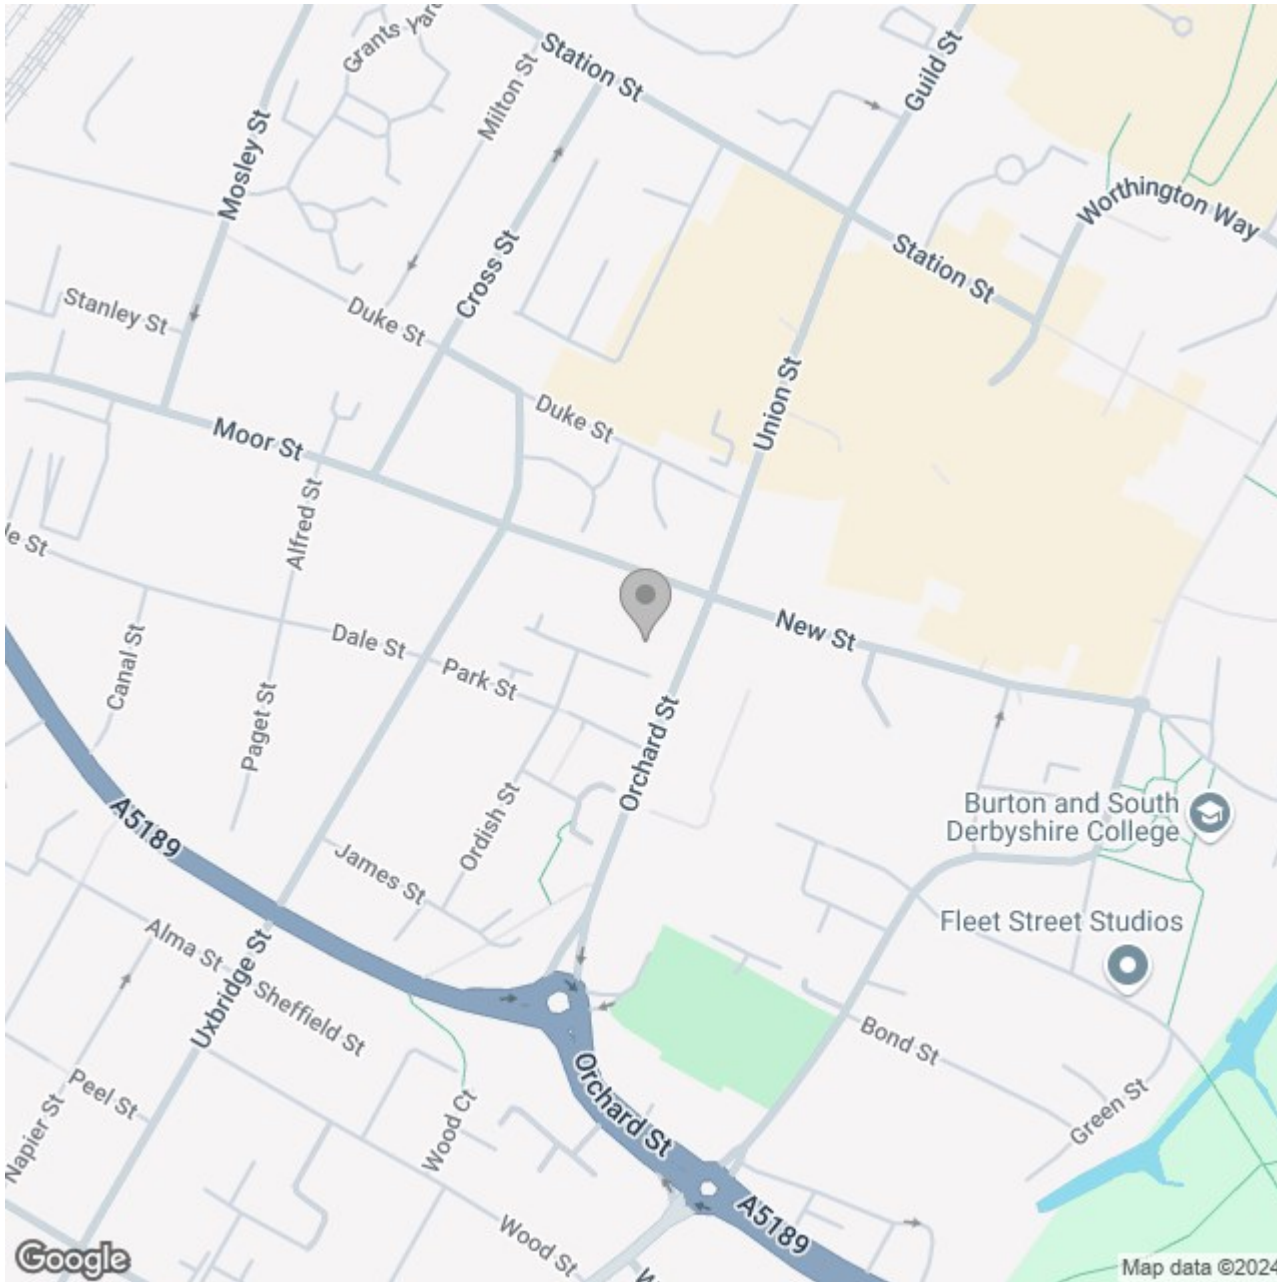 Grants Yard
Station St
Guild St
Milton St
Mosley St
Worthington Way
Cross St
Station St
Stanley St
Duke St
Union St
Duke St
Moor St
Alfred St
le St
New St
Dale St
Canal St
Park St
Paget St
Orchard St
A5189
Ordish St
Burton and South
Derbyshire College
James St
Alma St
Fleet Street Studios
Uxbridge St
Sheffield St
Bond St
Peel St
Orchard St
Napier St
Wood Ct
Green St
A5189
Wood St
Google
Map data ©2024